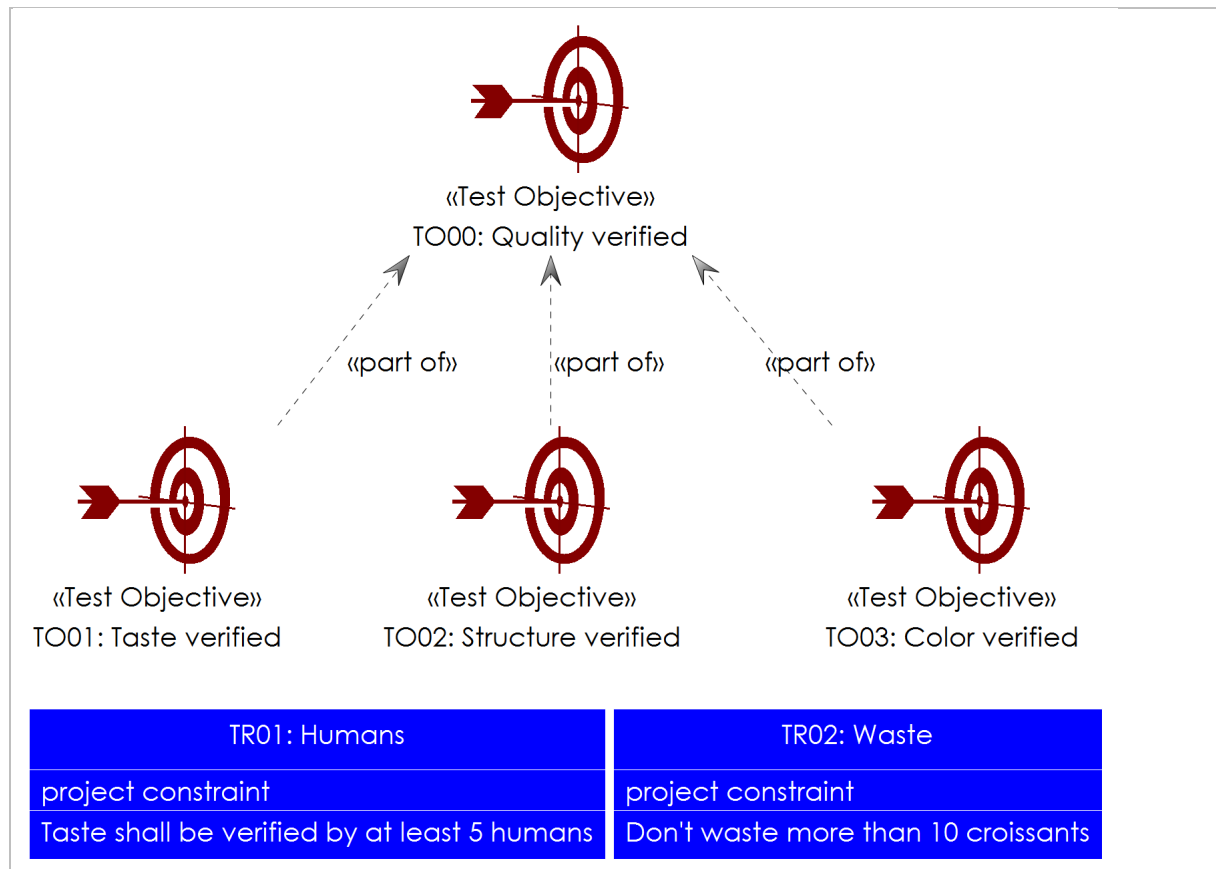 «Test Objective»
TO00: Quality verified
«part of»
«part of»
«part of»
«Test Objective»
TO01: Taste verified
«Test Objective»
TO02: Structure verified
«Test Objective»
TO03: Color verified
TR01: Humans
project constraint
Taste shall be verified by at least 5 humans
TR02: Waste
project constraint
Don't waste more than 10 croissants